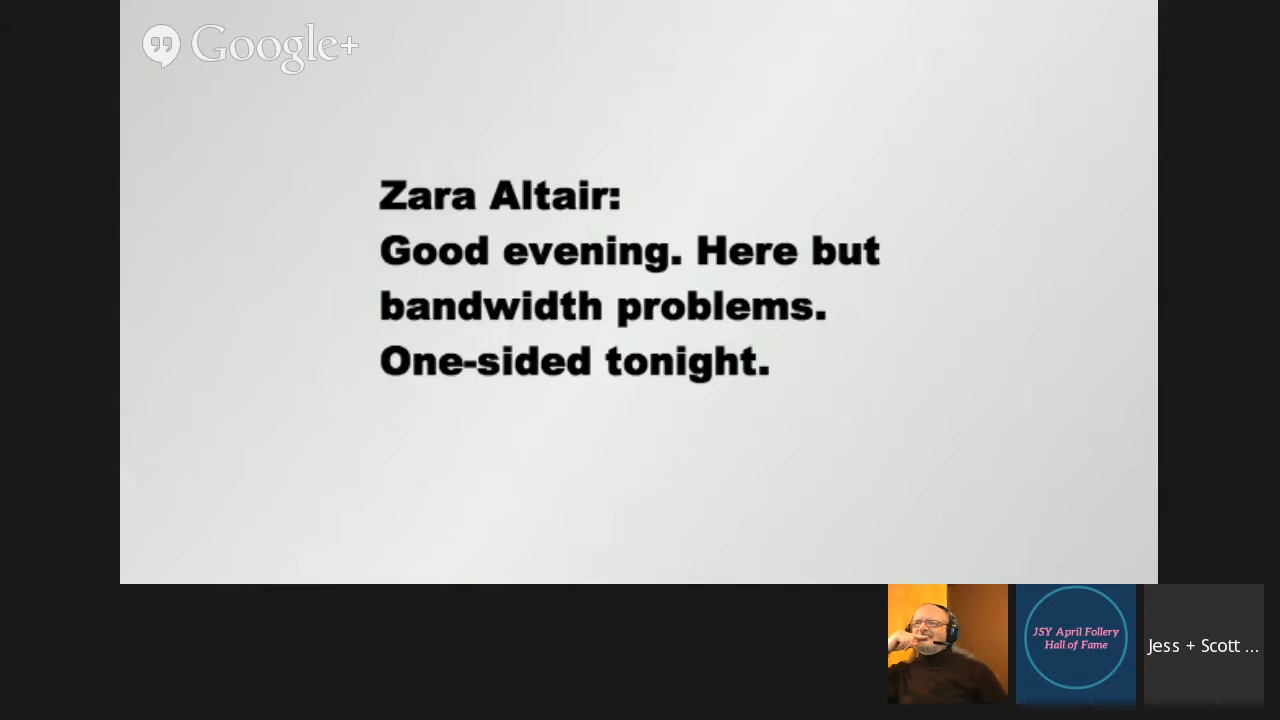 Google+
Zara Altair:
Good evening. Here but
bandwidth problems.
One-sided tonight.
JSY April Follery
Hall of Fame
Jess + Scott ...